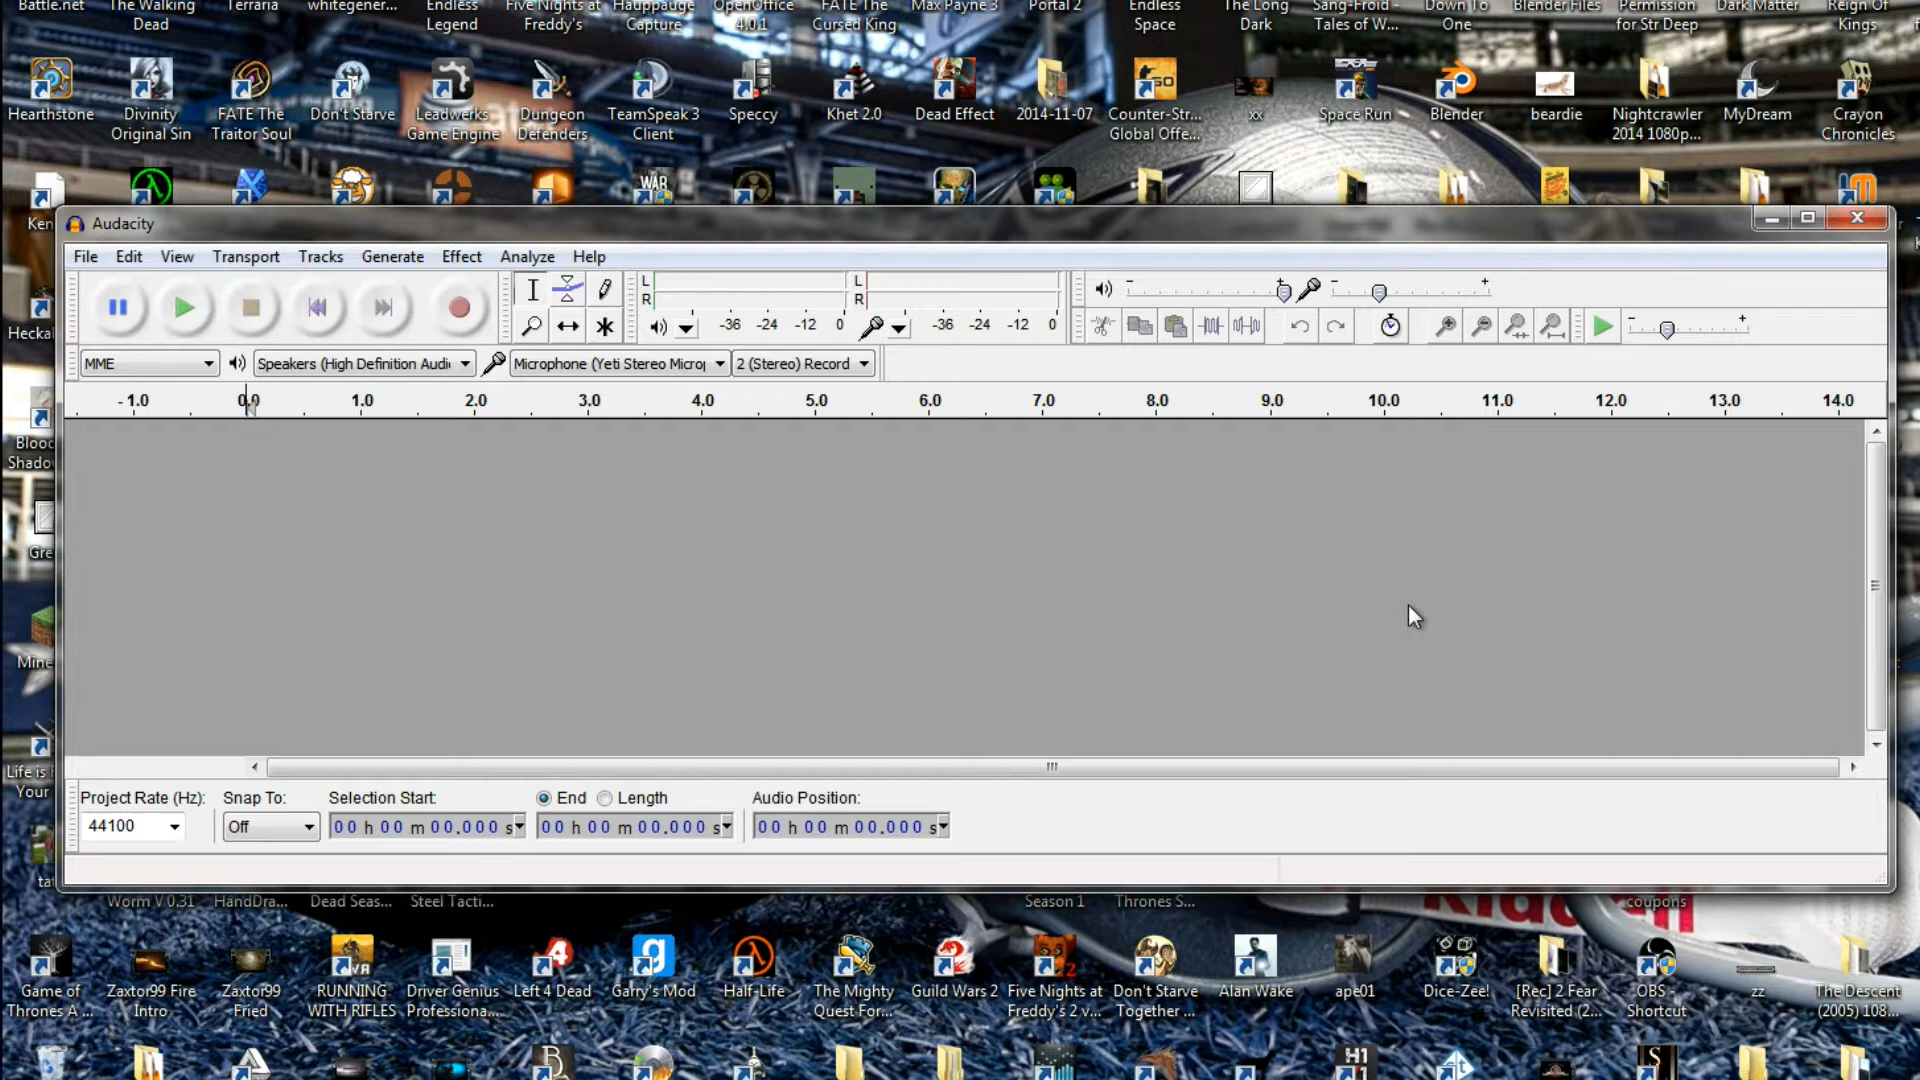 Battle.net
The Walking
Dead
Terraria
whitegener...
Endless
Legend
Five Nights at
Freddy's
Hauppauge
Capture
OpenOffice
4.0.1
FATE The
Cursed King
Max Payne 3
Portal 2
Endless
Space
The Long
Dark
Sang-Froid -
Tales of W...
Down To
One
Blender Files
Permission
for Str Deep
Dark Matter
Reign Of
Kings
Hearthstone
Divinity
Original Sin
FATE The
Traitor Soul
Don't Starve
Leadwerks
Game Engine
Dungeon
Defenders
TeamSpeak 3
Client
Speccy
Khet 2.0
Dead Effect
2014-11-07
Counter-Str...
Global Offe...
xx
Space Run
Blender
beardie
Nightcrawler
2014 1080p...
MyDream
Crayon
Chronicles
WAR
Ken
Audacity
File Edit View Transport Tracks Generate Effect Analyze Help
L
R
L
R
-36 -24 -12 0
-36 -24 -12 0
MME
Speakers (High Definition Audi
Microphone (Yeti Stereo Microp
2 (Stereo) Record
-1.0 0.0 1.0 2.0 3.0 4.0 5.0 6.0 7.0 8.0 9.0 10.0 11.0 12.0 13.0 14.0
Hecka
Blood
Shadow
Gre
Mine
Life is
Your
Project Rate (Hz):
44100
Snap To:
Off
Selection Start:
00 h 00 m 00.000 s
End
Length
00 h 00 m 00.000 s
Audio Position:
00 h 00 m 00.000 s
Worm V 0.31
HandDra...
Dead Seas...
Steel Tacti...
Season 1
Thrones S...
coupons
Game of
Thrones A ...
Zaxtor99 Fire
Intro
Zaxtor99
Fried
RUNNING
WITH RIFLES
Driver Genius
Professiona...
Left 4 Dead
Garry's Mod
Half-Life
The Mighty
Quest For...
Guild Wars 2
Five Nights at
Freddy's 2 v...
Don't Starve
Together ...
Alan Wake
ape01
Dice-Zee!
[Rec] 2 Fear
Revisited (2...
OBS -
Shortcut
zz
The Descent
(2005) 108...
H1